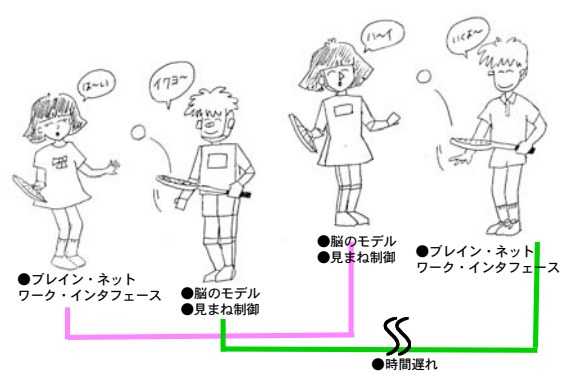 は〜い
イクヨ〜
ハ〜イ
いくよ〜
●ブレイン・ネット
ワーク・インタフェース
●脳のモデル
●見まね制御
●脳のモデル
●見まね制御
●ブレイン・ネット
ワーク・インタフェース
●時間遅れ